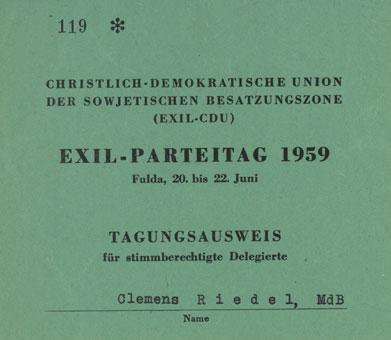 119 *
CHRISTLICH-DEMOKRATISCHE UNION
DER SOWJETISCHEN BESATZUNGSZONE
(EXIL-CDU)
EXIL-PARTEITAG 1959
Fulda, 20. bis 22. Juni
TAGUNGSAUSWEIS
für stimmberechtigte Delegierte
Clemens R i e d e l, MdB
Name